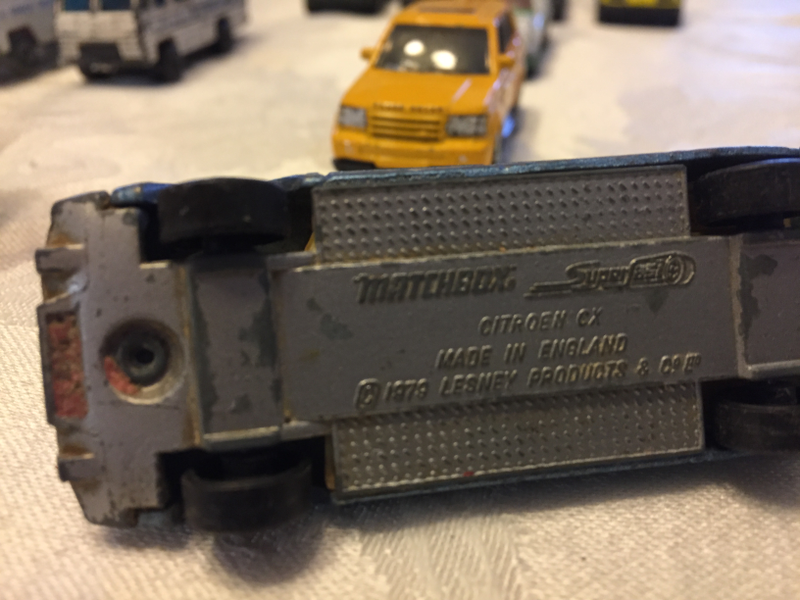 MATCHBOX Superfast
CITROEN CX
MADE IN ENGLAND
© 1979 LESNEY PRODUCTS & Co LTD